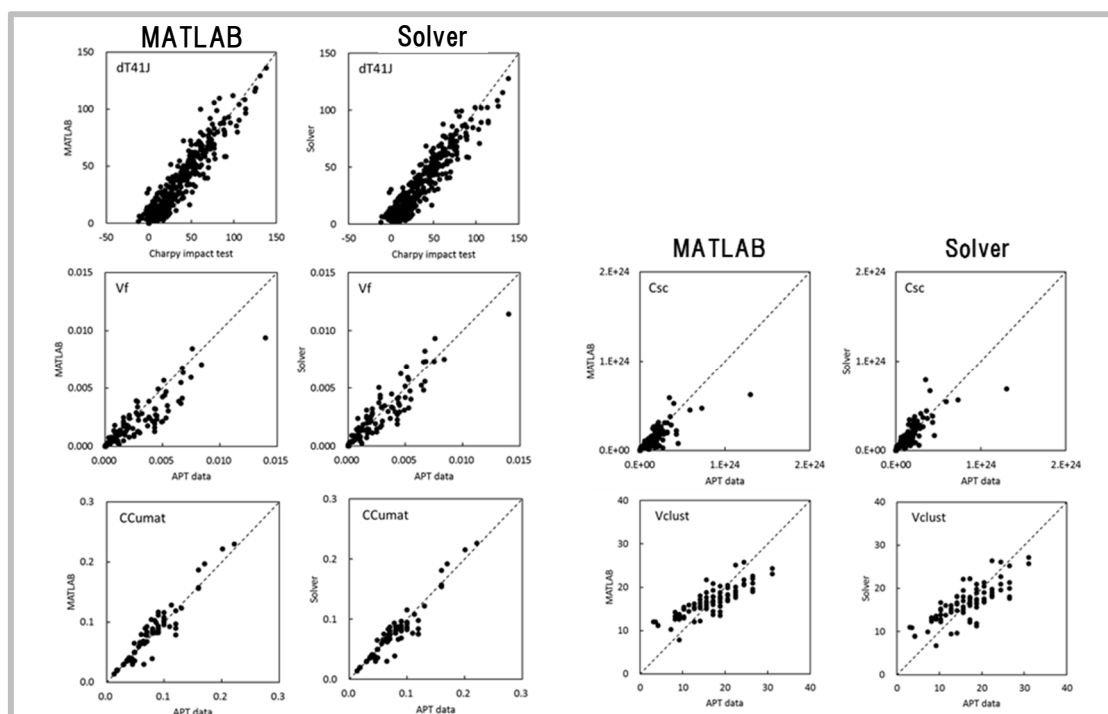 MATLAB
Solver
150
100
50
0
-50
0
50
100
150
dT41J
MATLAB
Charpy impact test
150
100
50
0
-50
0
50
100
150
dT41J
Solver
Charpy impact test
0.015
0.010
0.005
0.000
0.000
0.005
0.010
0.015
Vf
MATLAB
APT data
0.015
0.010
0.005
0.000
0.000
0.005
0.010
0.015
Vf
Solver
APT data
0.3
0.2
0.1
0.0
0.0
0.1
0.2
0.3
CCumat
MATLAB
APT data
0.3
0.2
0.1
0.0
0.0
0.1
0.2
0.3
CCumat
Solver
APT data
MATLAB
Solver
2.E+24
1.E+24
0.E+00
0.E+00
1.E+24
2.E+24
Csc
MATLAB
APT data
2.E+24
1.E+24
0.E+00
0.E+00
1.E+24
2.E+24
Csc
Solver
APT data
40
30
20
10
0
0
10
20
30
40
Vclust
MATLAB
APT data
40
30
20
10
0
0
10
20
30
40
Vclust
Solver
APT data